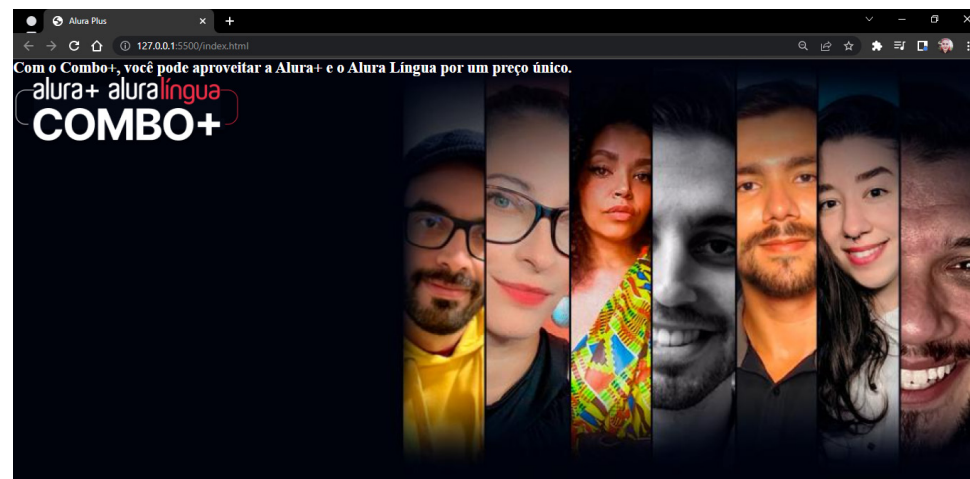 Alura Plus
127.0.0.1:5500/index.html
Com o Combo+, você pode aproveitar a Alura+ e o Alura Língua por um preço único.
alura+ aluralíngua
COMBO+